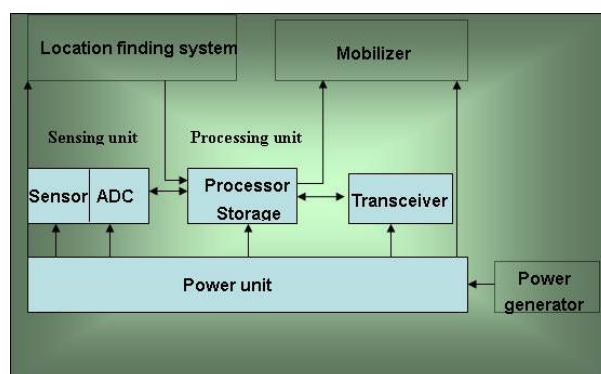 Location finding system
Mobilizer
Sensing unit
Processing unit
Sensor
ADC
Processor
Storage
Transceiver
Power unit
Power
generator